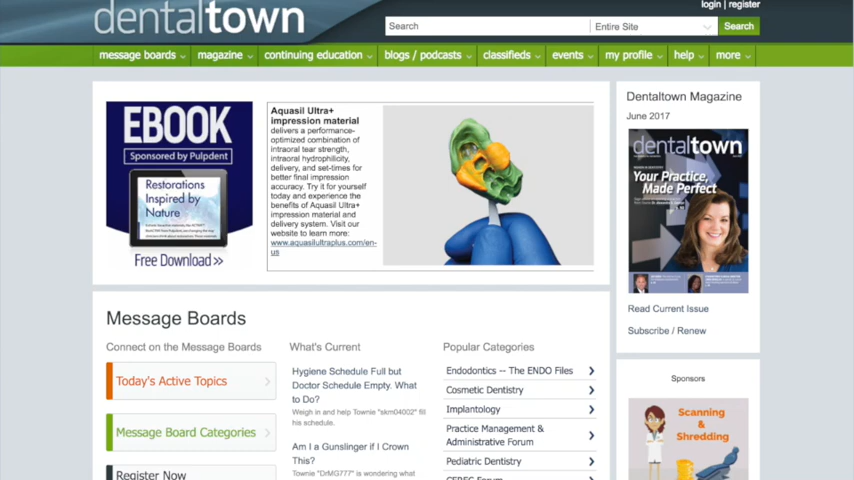 login | register
dentaltown
Search
Entire Site
Search
message boards
magazine
continuing education
blogs / podcasts
classifieds
events
my profile
help
more
EBOOK
Sponsored by Pulpdent
Restorations
Inspired by
Nature
Free Download>>
Aquasil Ultra+
impression material
delivers a performance-
optimized combination of
intraoral tear strength,
intraoral hydrophilicity,
delivery, and set-times for
better final impression
accuracy. Try it for yourself
today and experience the
benefits of Aquasil Ultra+
impression material and
delivery system. Visit our
website to learn more:
www.aquasilultraplus.com/en-
us
Dentaltown Magazine
June 2017
dentaltown
Your Practice,
Made Perfect
Read Current Issue
Subscribe / Renew
Message Boards
Connect on the Message Boards
Today's Active Topics
Message Board Categories
Register Now
What's Current
Hygiene Schedule Full but
Doctor Schedule Empty. What
to Do?
Weigh in and help Townie "skm04002" fill
his schedule.
Am I a Gunslinger if I Crown
This?
Townie "DrMG777" is wondering what
Popular Categories
Endodontics -- The ENDO Files
Cosmetic Dentistry
Implantology
Practice Management &
Administrative Forum
Pediatric Dentistry
CEREC Forum
Sponsors
Scanning
&
Shredding